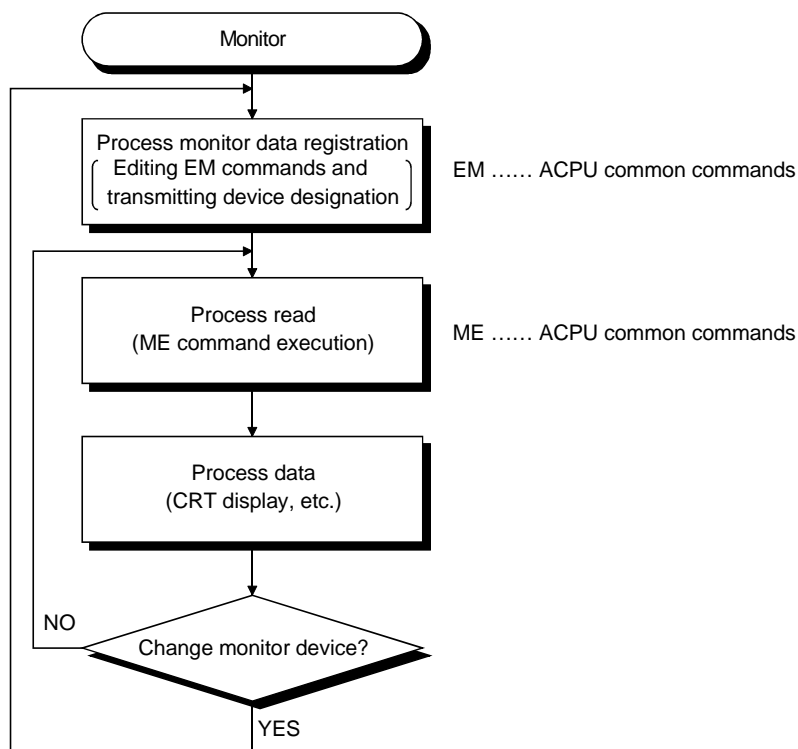 Monitor
Process monitor data registration
Editing EM commands and
transmitting device designation
EM …… ACPU common commands
Process read
(ME command execution)
ME …… ACPU common commands
Process data
(CRT display, etc.)
NO
Change monitor device?
YES